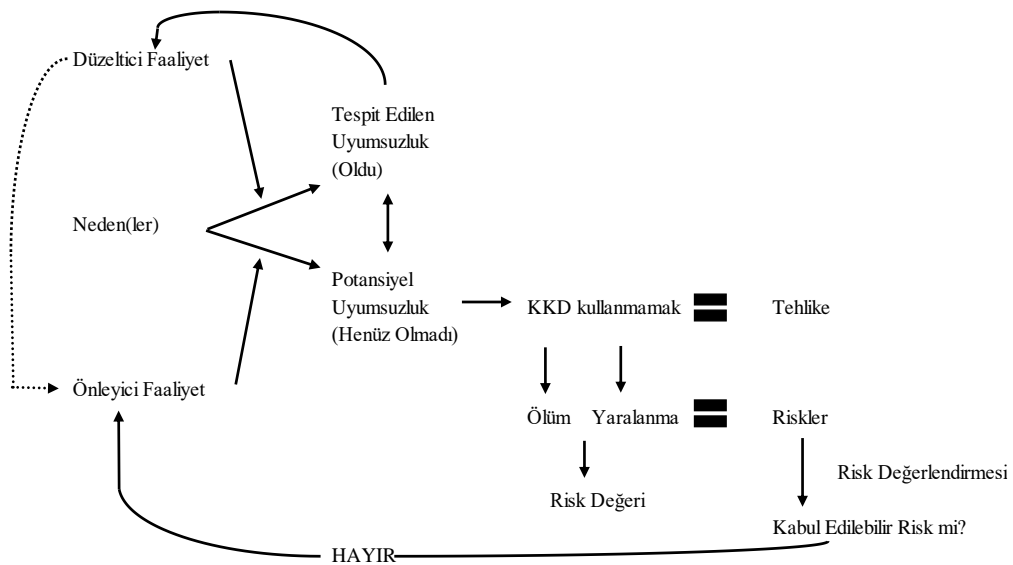 Düzeltici Faaliyet
Tespit Edilen
Uyumsuzluk
(Oldu)
Neden(ler)
Potansiyel
Uyumsuzluk
(Henüz Olmadı)
KKD kullanmamak
Tehlike
Önleyici Faaliyet
Ölüm
Yaralanma
Riskler
Risk Değerlendirmesi
Risk Değeri
Kabul Edilebilir Risk mi?
HAYIR